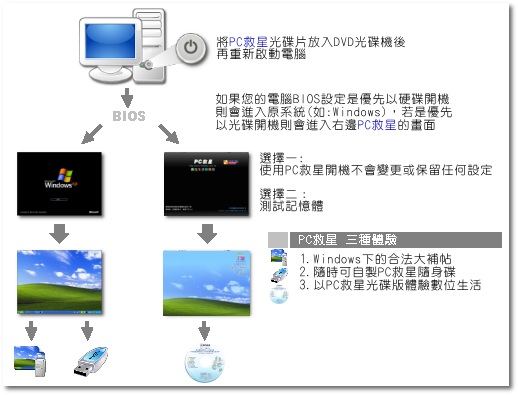 將PC救星光碟片放入DVD光碟機後
再重新啟動電腦
BIOS
如果您的電腦BIOS設定是優先以硬碟開機
則會進入原系統(如:Windows)，若是優先
以光碟開機則會進入右邊PC救星的畫面
Windows
PC救星
選擇一:
使用PC救星開機不會變更或保留任何設定
選擇二:
測試記憶體
PC救星 三種體驗
1.Windows下的合法大補帖
2.隨時可自製PC救星隨身碟
3.以PC救星光碟版體驗數位生活